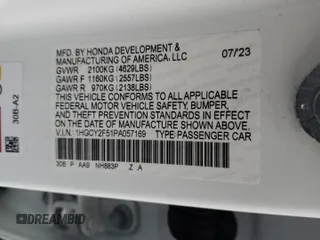 MFD. BY HONDA DEVELOPMENT &
MANUFACTURING OF AMERICA, LLC 07/23
GVWR 2100KG (4629LBS)
GAWR F 1160KG (2557LBS)
GAWR R 970KG (2138LBS)
THIS VEHICLE CONFORMS TO ALL APPLICABLE
FEDERAL MOTOR VEHICLE SAFETY, BUMPER,
AND THEFT PREVENTION STANDARDS IN EFFECT
ON THE DATE OF MANUFACTURE SHOWN ABOVE.
V.I.N. 1HGCY2F51PA057169 TYPE PASSENGER CAR
30B P AA9 NH883P Z A
30B-A2
DREAMBID